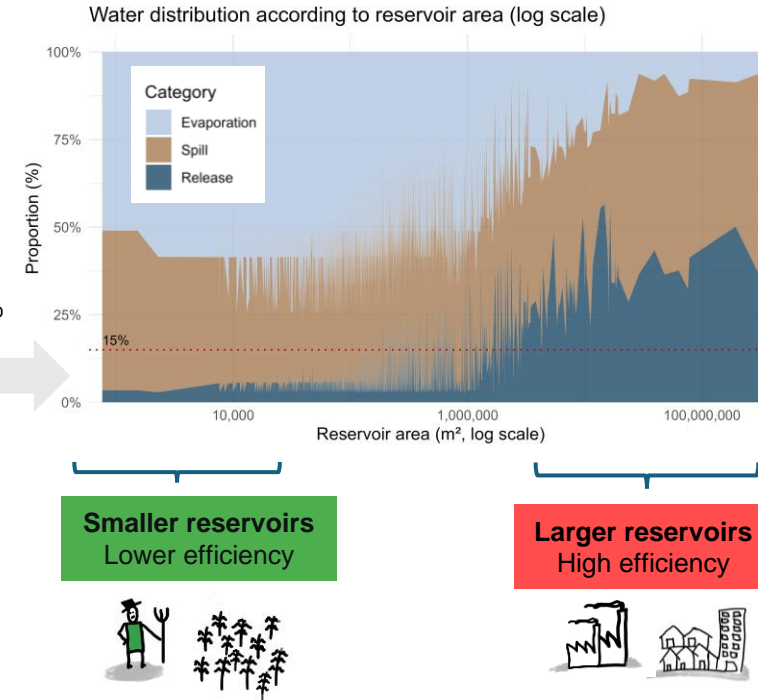 Water distribution according to reservoir area (log scale)
100%
75%
50%
25%
0%
Proportion (%)
Category
Evaporation
Spill
Release
15%
10,000
1,000,000
100,000,000
Reservoir area (m², log scale)
Smaller reservoirs
Lower efficiency
Larger reservoirs
High efficiency